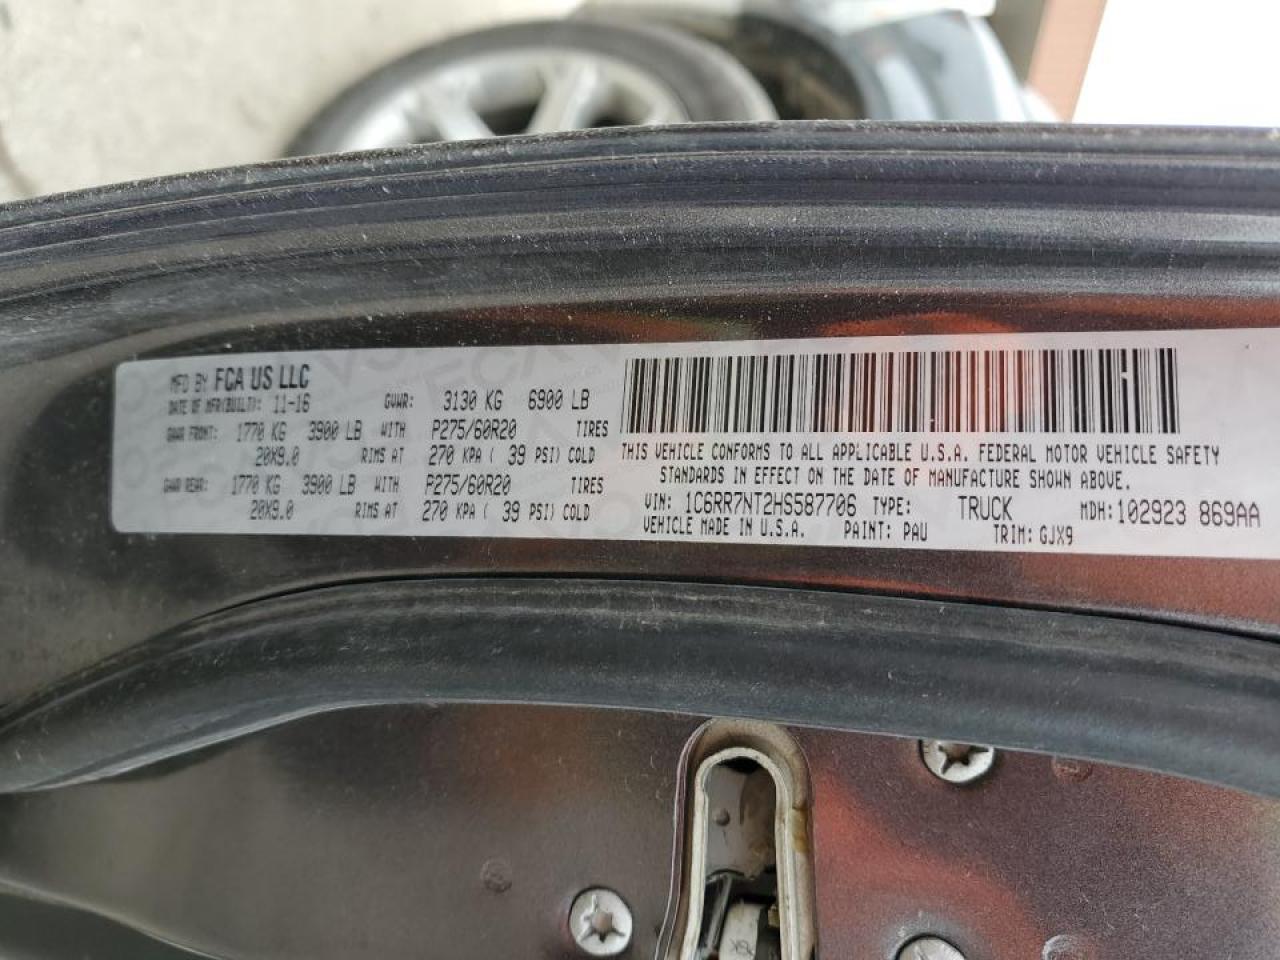 MFD BY FCA US LLC
DATE OF MFR(BUILT): 11-16 GVWR: 3130 KG 6900 LB
GAWR FRONT: 1770 KG 3900 LB WITH P275/60R20 TIRES
20X9.0 RIMS AT 270 KPA ( 39 PSI) COLD
GAWR REAR: 1770 KG 3900 LB WITH P275/60R20 TIRES
20X9.0 RIMS AT 270 KPA ( 39 PSI) COLD
THIS VEHICLE CONFORMS TO ALL APPLICABLE U.S.A. FEDERAL MOTOR VEHICLE SAFETY
STANDARDS IN EFFECT ON THE DATE OF MANUFACTURE SHOWN ABOVE.
VIN: 1C6RR7NT2HS587706 TYPE: TRUCK MDH:102923 869AA
VEHICLE MADE IN U.S.A. PAINT: PAU TRIM: GJX9